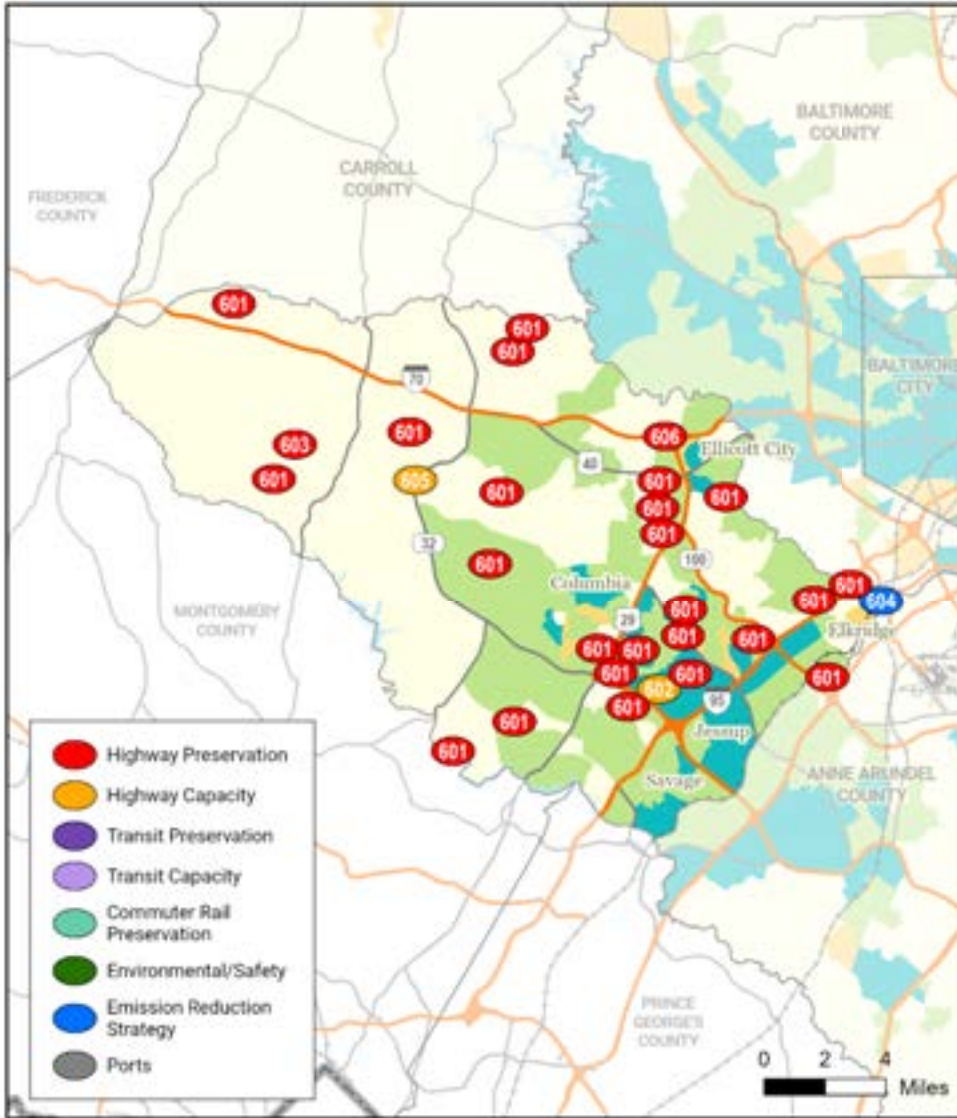 BALTIMORE
COUNTY
CARROLL
COUNTY
FREDERICK
COUNTY
601
601
601
BALTIMORE
CITY
70
601
606
603
Ellicott City
40
601
605
601
601
601
601
601
32
601
100
601
Columbia
601
601
604
MONTGOMERY
COUNTY
601
29
Elkridge
601
601
601
601
601
601
601
602
95
601
601
Jessup
601
Savage
ANNE ARUNDEL
COUNTY
Highway Preservation
Highway Capacity
Transit Preservation
Transit Capacity
Commuter Rail
Preservation
Environmental/Safety
Emission Reduction
Strategy
Ports
PRINCE
GEORGE'S
COUNTY
0 2 4
Miles